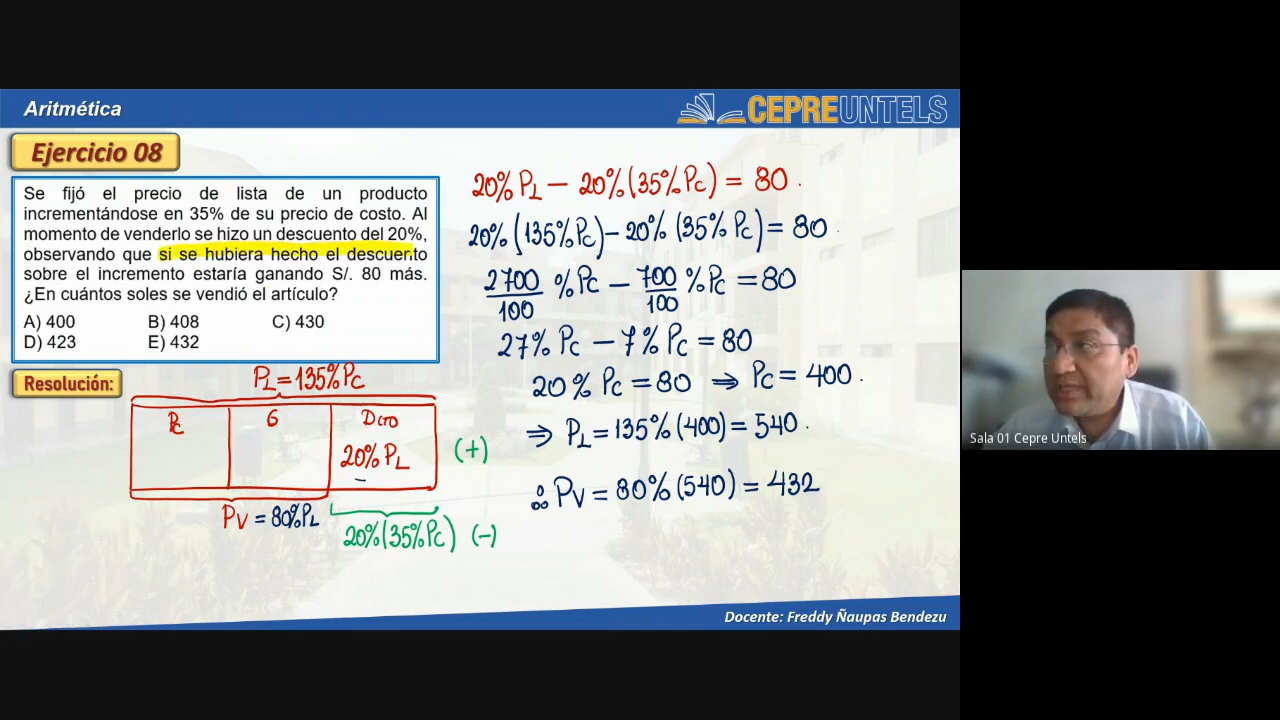 Aritmética
CEPREUNTELS
Ejercicio 08
Se fijó el precio de lista de un producto
incrementándose en 35% de su precio de costo. Al
momento de venderlo se hizo un descuento del 20%,
observando que si se hubiera hecho el descuento
sobre el incremento estaría ganando S/. 80 más.
¿En cuántos soles se vendió el artículo?
A) 400 B) 408 C) 430
D) 423 E) 432
Resolución:
PL = 135% PC
PC G DCTO
20% PL (+)
PV = 80% PL
20% (35% PC) (-)
20% PL - 20% (35% PC) = 80.
20% (135% PC) - 20% (35% PC) = 80.
2700/100 % PC - 700/100 % PC = 80
27% PC - 7% PC = 80
20% PC = 80 ⇒ PC = 400.
⇒ PL = 135% (400) = 540.
∴ PV = 80% (540) = 432
Docente: Freddy Ñaupas Bendezu
Sala 01 Cepre Untels